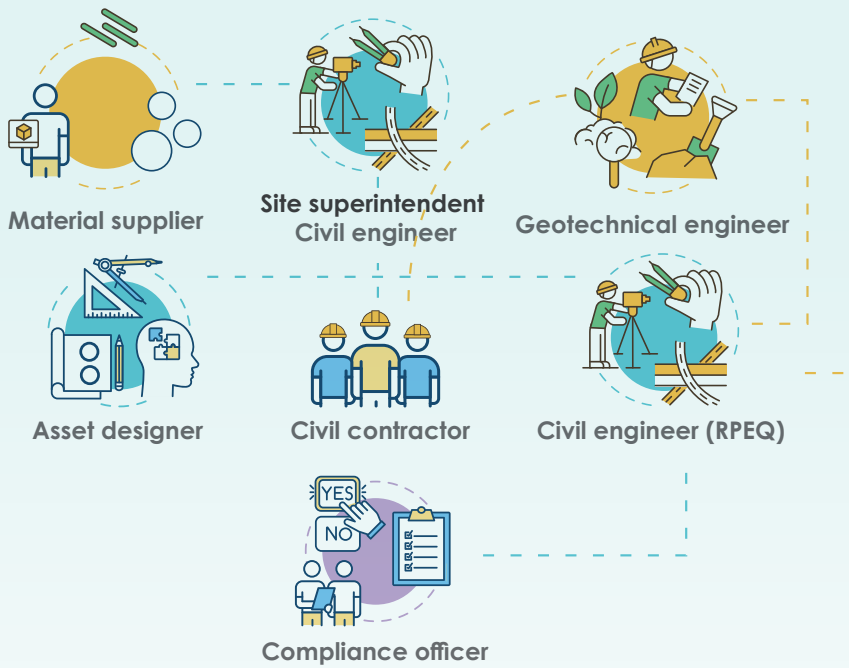 Material supplier
Site superintendent
Civil engineer
Geotechnical engineer
Asset designer
Civil contractor
Civil engineer (RPEQ)
YES
NO
Compliance officer